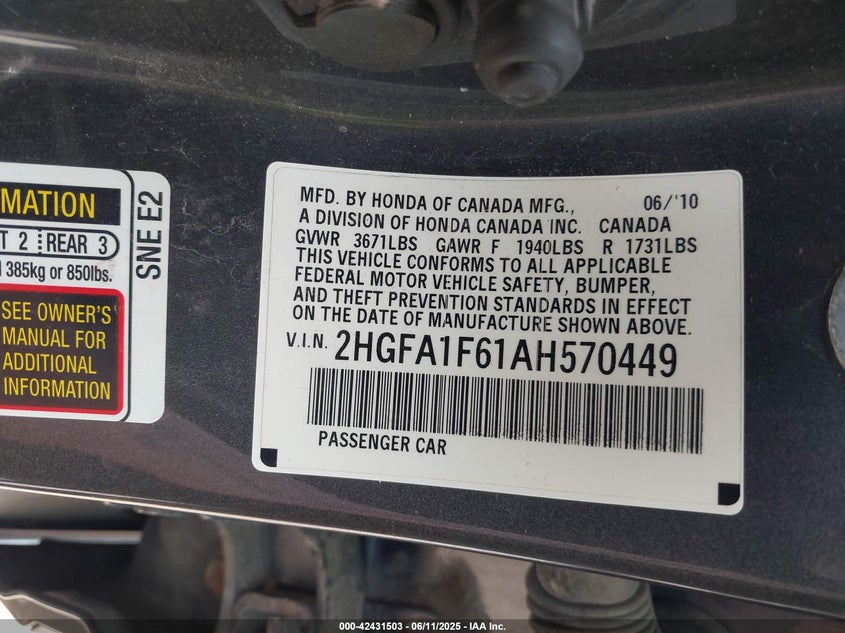 MATION
T 2 REAR 3
385kg or 850lbs.
SEE OWNER'S
MANUAL FOR
ADDITIONAL
INFORMATION
SNE E2
MFD. BY HONDA OF CANADA MFG., 06/'10
A DIVISION OF HONDA CANADA INC. CANADA
GVWR 3671LBS GAWR F 1940LBS R 1731LBS
THIS VEHICLE CONFORMS TO ALL APPLICABLE
FEDERAL MOTOR VEHICLE SAFETY, BUMPER,
AND THEFT PREVENTION STANDARDS IN EFFECT
ON THE DATE OF MANUFACTURE SHOWN ABOVE.
V.I.N. 2HGFA1F61AH570449
PASSENGER CAR
000-42431503 - 06/11/2025 - IAA Inc.